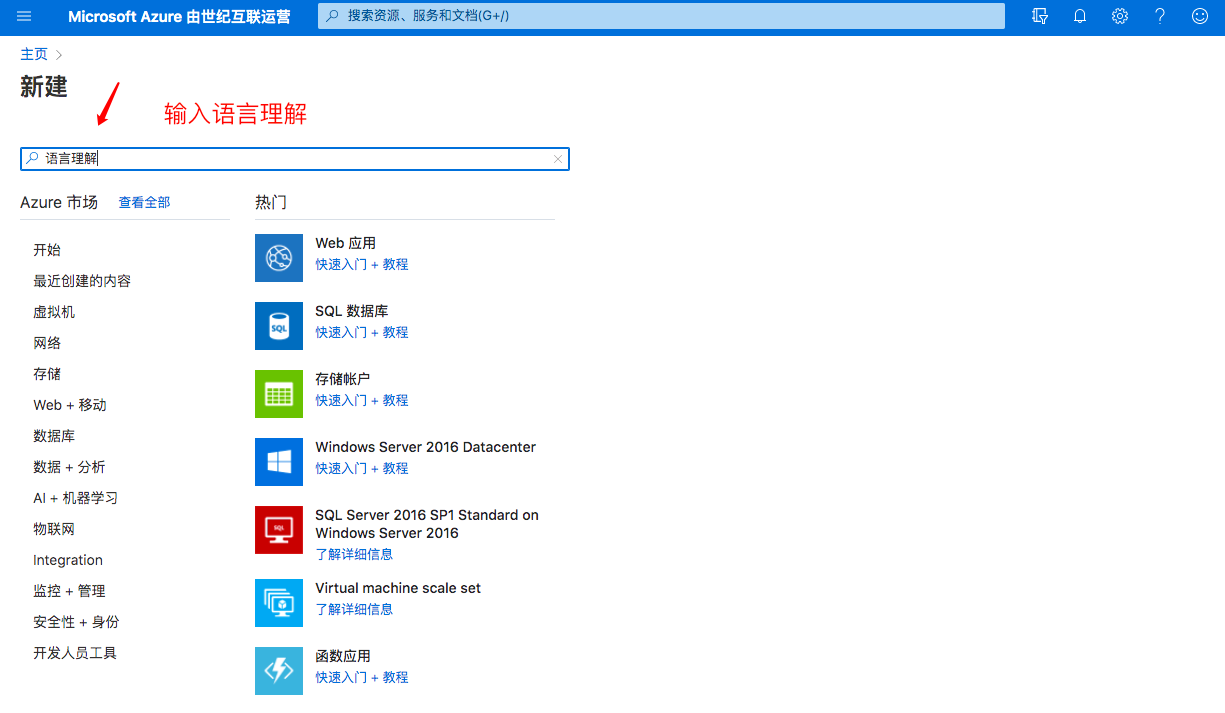 Microsoft Azure 由世纪互联运营
搜索资源、服务和文档(G+/)
主页
新建
输入语言理解
语言理解
Azure 市场
查看全部
开始
最近创建的内容
虚拟机
网络
存储
Web + 移动
数据库
数据 + 分析
AI + 机器学习
物联网
Integration
监控 + 管理
安全性 + 身份
开发人员工具
热门
Web 应用
快速入门 + 教程
SQL 数据库
快速入门 + 教程
存储帐户
快速入门 + 教程
Windows Server 2016 Datacenter
快速入门 + 教程
SQL Server 2016 SP1 Standard on
Windows Server 2016
了解详细信息
Virtual machine scale set
了解详细信息
函数应用
快速入门 + 教程
SQL
SQL